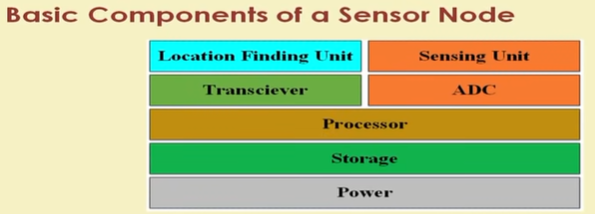 Basic Components of a Sensor Node
Location Finding Unit
Sensing Unit
Transciever
ADC
Processor
Storage
Power